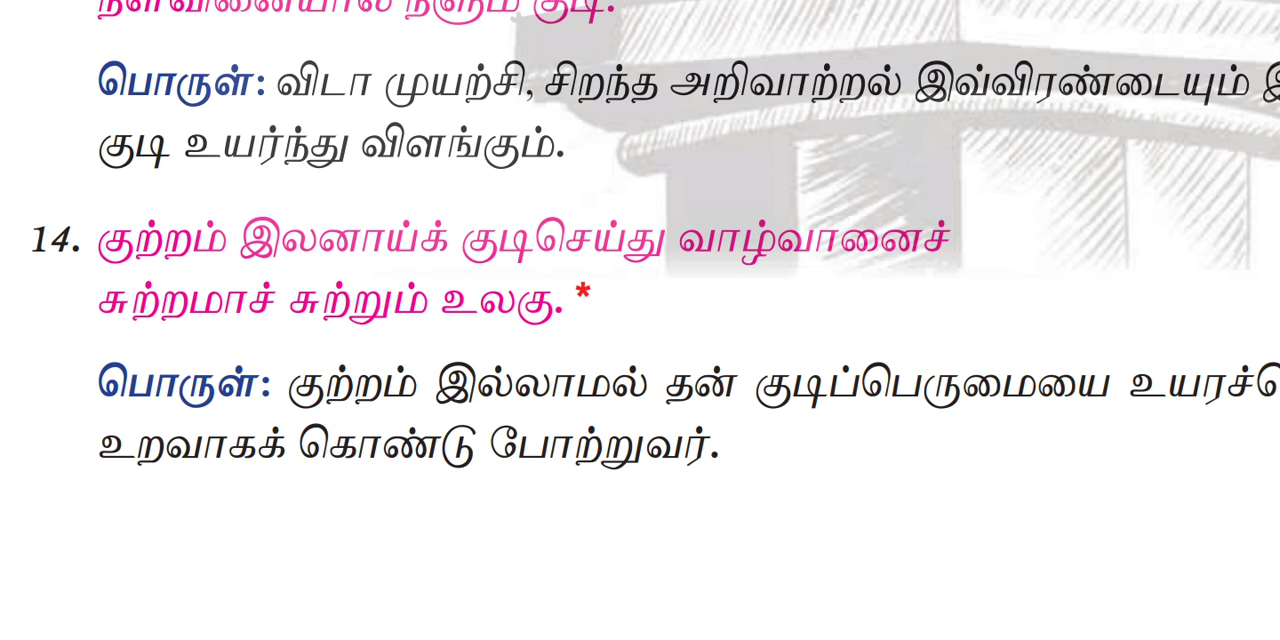 நீள்வினையால் நீளும் குடி.
பொருள்: விடா முயற்சி, சிறந்த அறிவாற்றல் இவ்விரண்டையும்
குடி உயர்ந்து விளங்கும்.
14. குற்றம் இலனாய்க் குடிசெய்து வாழ்வானைச்
சுற்றமாச் சுற்றும் உலகு. *
பொருள்: குற்றம் இல்லாமல் தன் குடிப்பெருமையை
உறவாகக் கொண்டு போற்றுவர்.